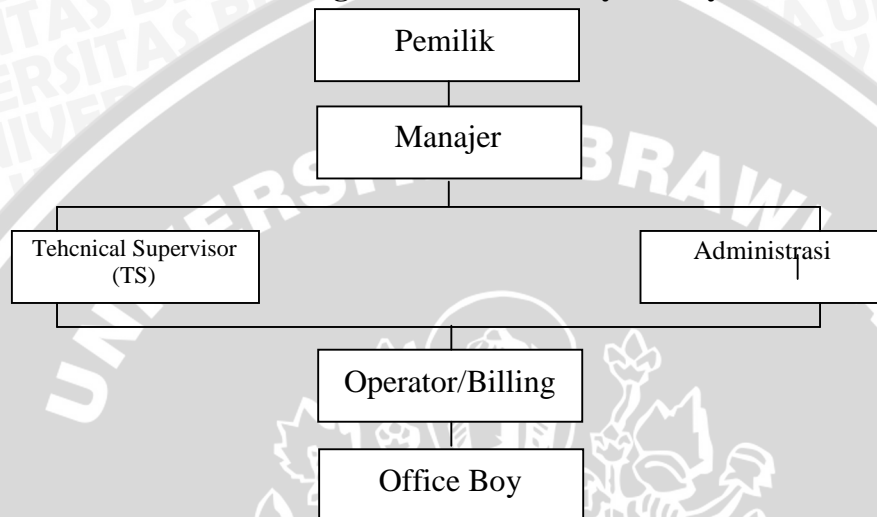 Pemilik
Manajer
Tehcnical Supervisor
(TS)
Administrasi
Operator/Billing
Office Boy